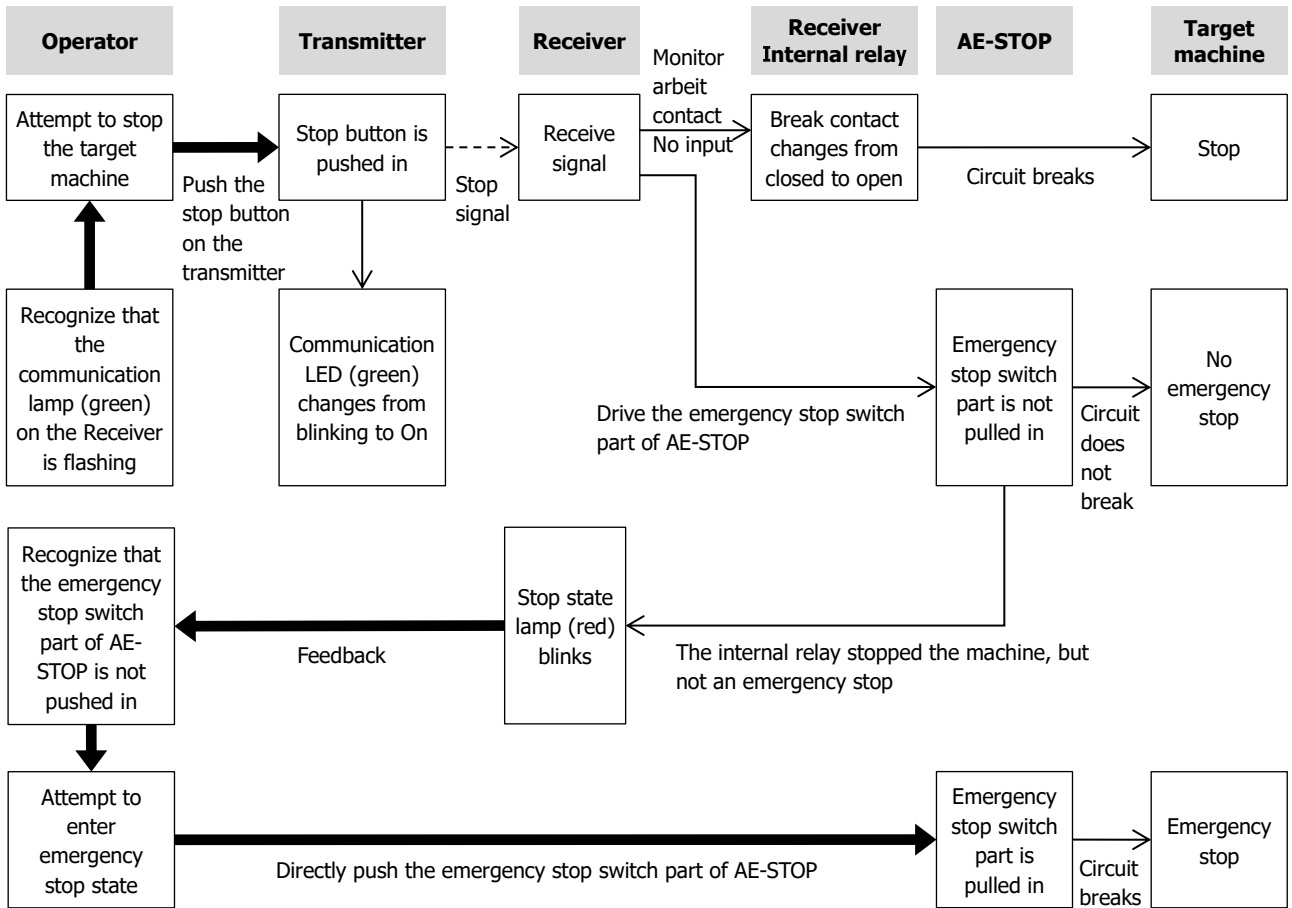 Operator
Transmitter
Receiver
Receiver
Internal relay
AE-STOP
Target
machine
Attempt to stop
the target
machine
Push the
stop button
on the
transmitter
Stop button is
pushed in
Stop
signal
Receive
signal
Monitor
arbeit
contact
No input
Break contact
changes from
closed to open
Circuit breaks
Stop
Recognize that
the
communication
lamp (green)
on the Receiver
is flashing
Communication
LED (green)
changes from
blinking to On
Drive the emergency stop switch
part of AE-STOP
Emergency
stop switch
part is not
pulled in
Circuit
does
not
break
No
emergency
stop
Recognize that
the emergency
stop switch
part of AE-
STOP is not
pushed in
Feedback
Stop state
lamp (red)
blinks
The internal relay stopped the machine, but
not an emergency stop
Attempt to
enter
emergency
stop state
Directly push the emergency stop switch part of AE-STOP
Emergency
stop switch
part is
pulled in
Circuit
breaks
Emergency
stop